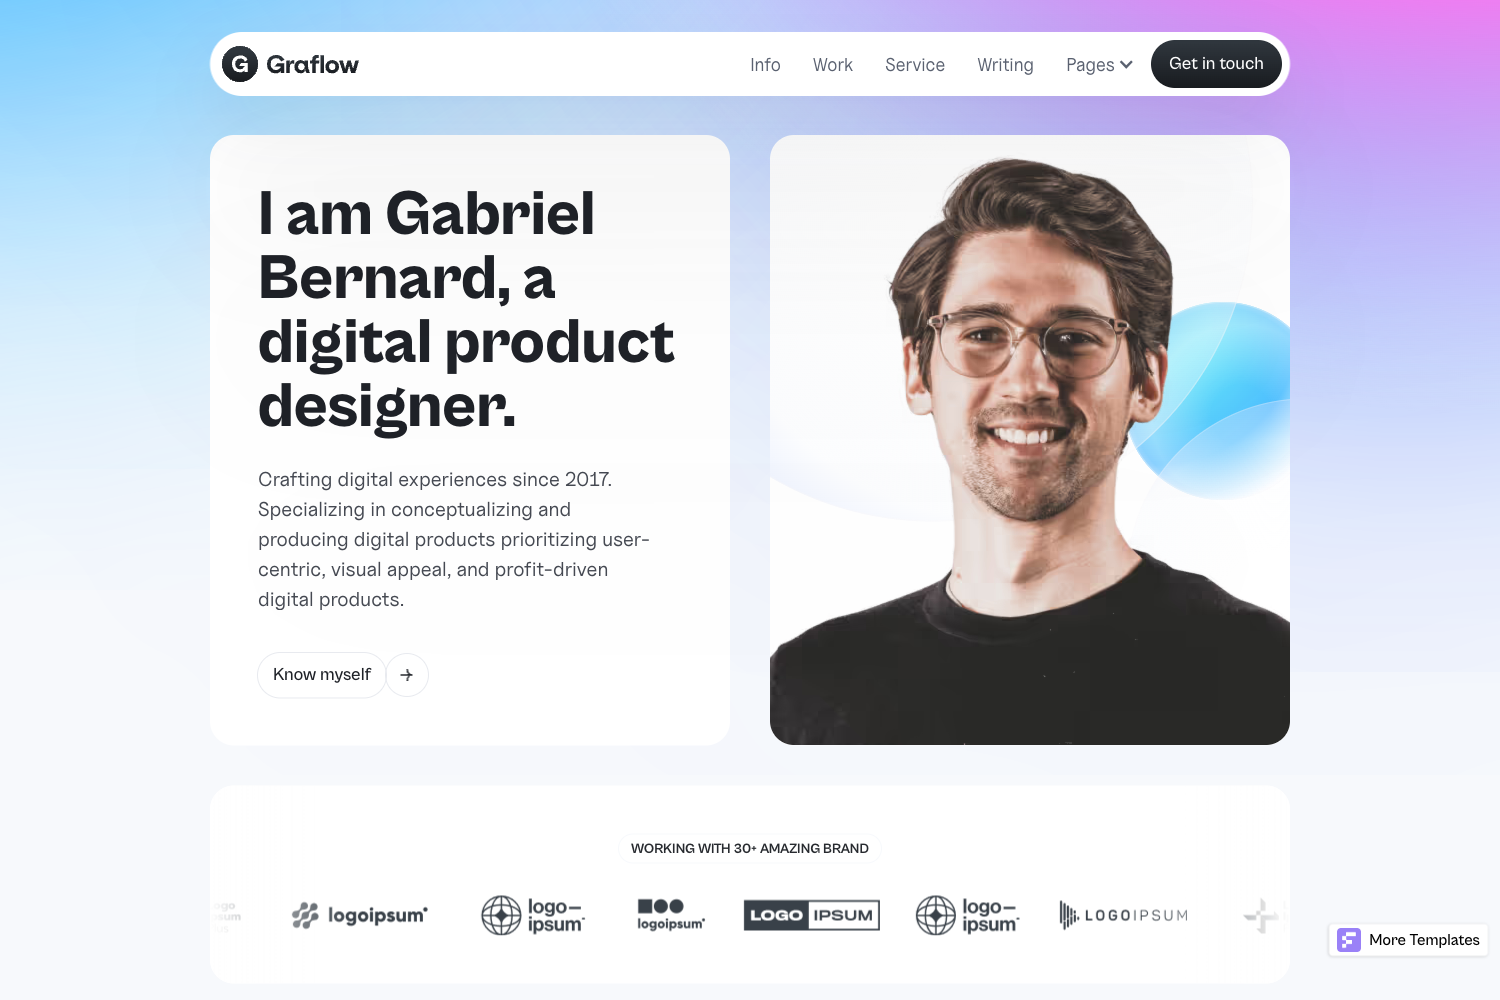 G Graflow
Info Work Service Writing Pages Get in touch
I am Gabriel
Bernard, a
digital product
designer.
Crafting digital experiences since 2017.
Specializing in conceptualizing and
producing digital products prioritizing user-
centric, visual appeal, and profit-driven
digital products.
Know myself
WORKING WITH 30+ AMAZING BRAND
logoipsum
logo-
ipsum
logoipsum
LOGO IPSUM
logo-
ipsum
LOGOIPSUM
More Templates